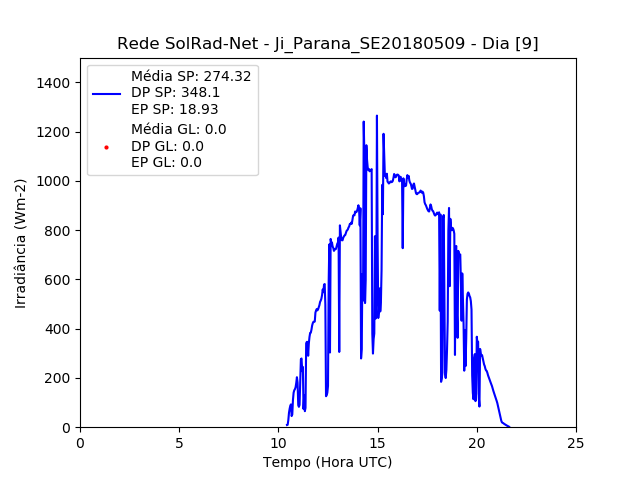 Rede SolRad-Net - Ji_Parana_SE20180509 - Dia [9]
Média SP: 274.32
DP SP: 348.1
EP SP: 18.93
Média GL: 0.0
DP GL: 0.0
EP GL: 0.0
Irradiância (Wm-2)
1400
1200
1000
800
600
400
200
0
0 5 10 15 20 25
Tempo (Hora UTC)